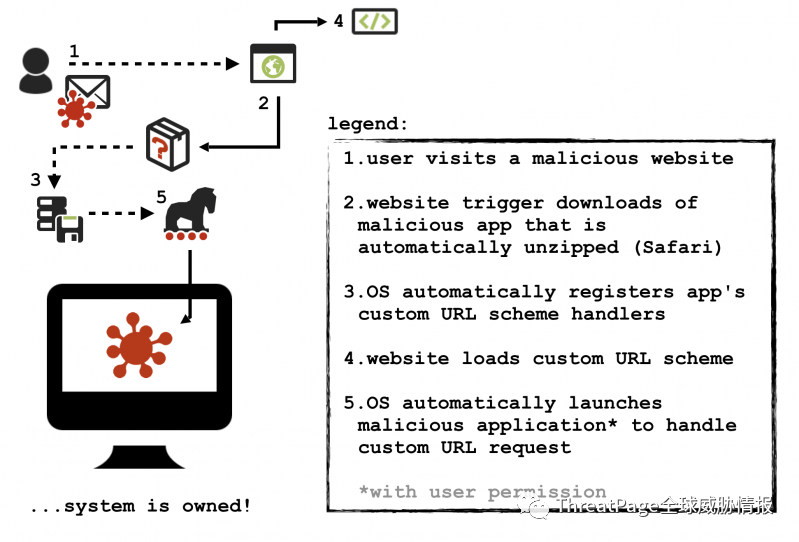 1
4
</>
2
legend:
1.user visits a malicious website
2.website trigger downloads of
malicious app that is
automatically unzipped (Safari)
?
3
5
3.OS automatically registers app's
custom URL scheme handlers
4.website loads custom URL scheme
5.OS automatically launches
malicious application* to handle
custom URL request
*with user permission
ThreatPage全球威胁情报
...system is owned!